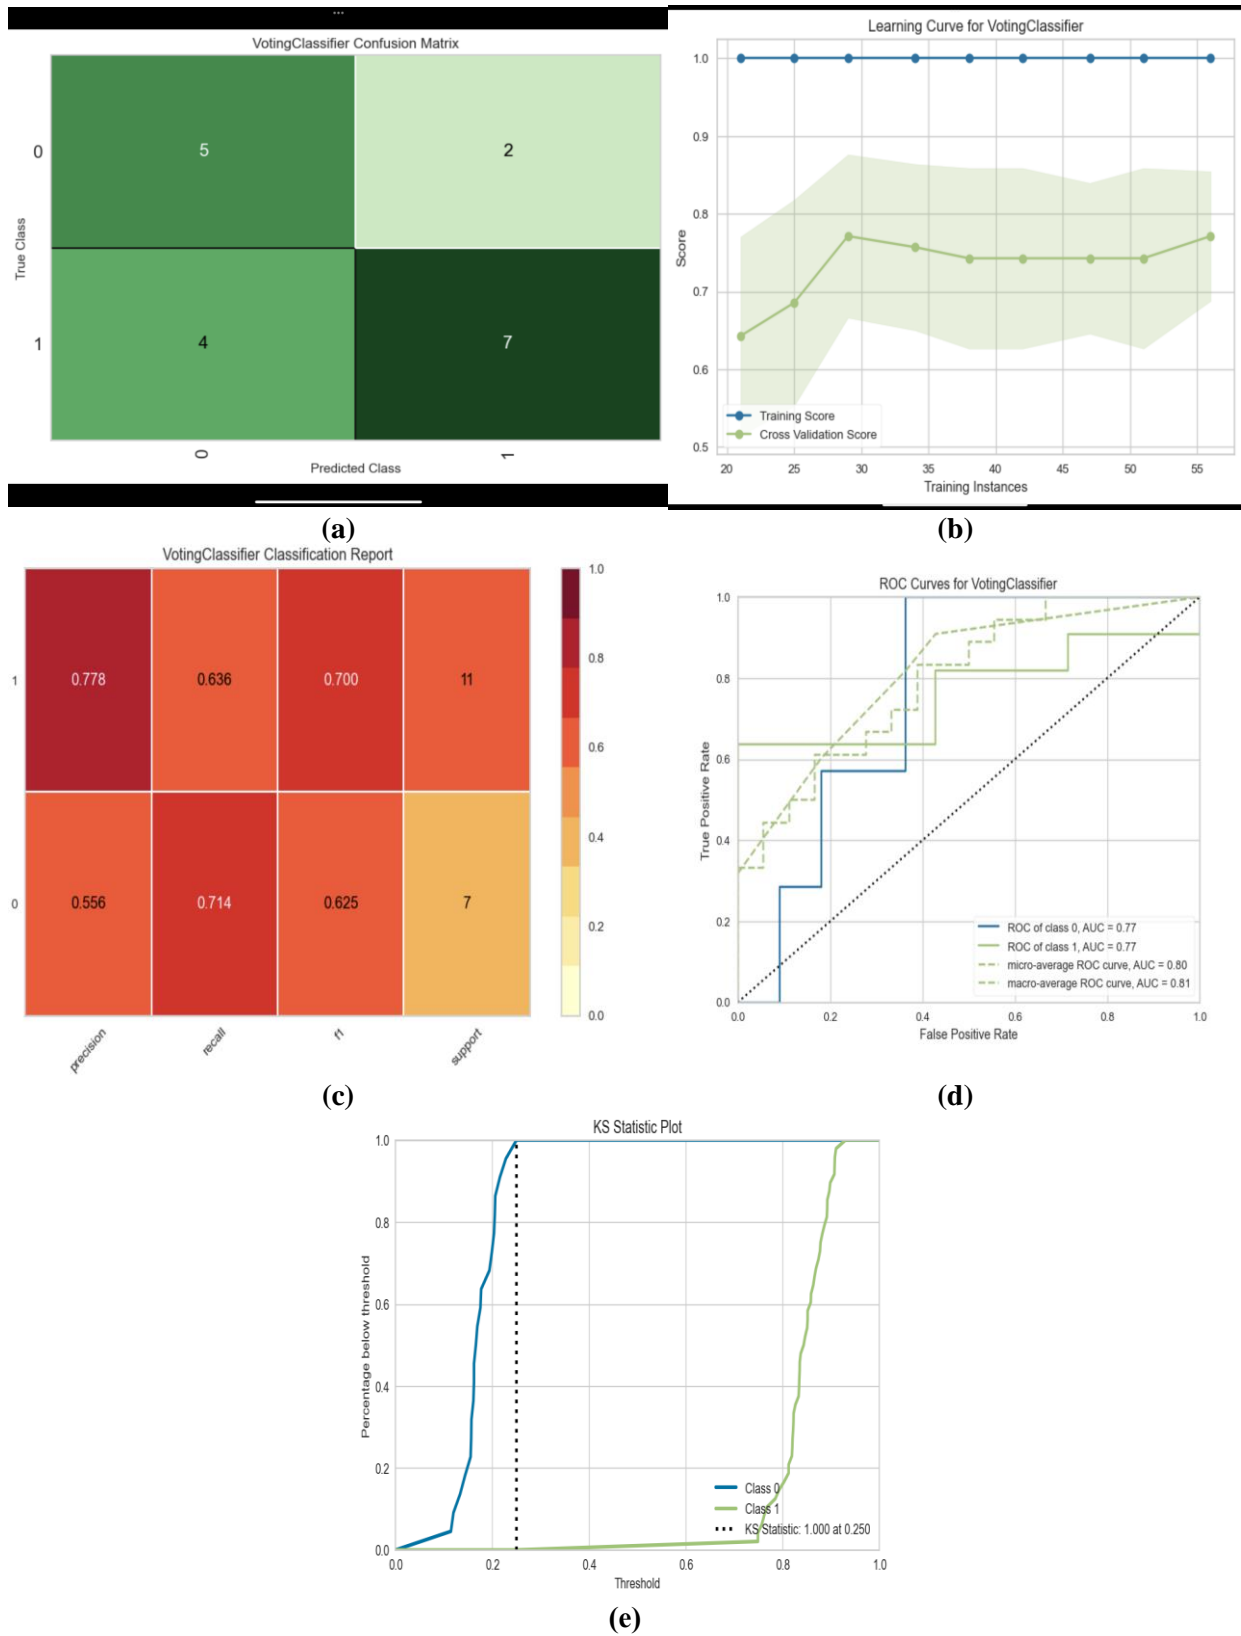 ...
VotingClassifier Confusion Matrix
0
5
2
True Class
1
4
7
0
1
Predicted Class
(a)
Learning Curve for VotingClassifier
1.0
0.9
0.8
0.7
0.6
0.5
Score
Training Score
Cross Validation Score
20 25 30 35 40 45 50 55
Training Instances
(b)
VotingClassifier Classification Report
1
0.778 0.636 0.700 11
0
0.556 0.714 0.625 7
precision recall f1 support
1.0
0.8
0.6
0.4
0.2
0.0
(c)
ROC Curves for VotingClassifier
1.0
0.8
0.6
0.4
0.2
0.0
True Positive Rate
ROC of class 0, AUC = 0.77
ROC of class 1, AUC = 0.77
micro-average ROC curve, AUC = 0.80
macro-average ROC curve, AUC = 0.81
0.0 0.2 0.4 0.6 0.8 1.0
False Positive Rate
(d)
KS Statistic Plot
1.0
0.8
0.6
0.4
0.2
0.0
Percentage below threshold
Class 0
Class 1
KS Statistic: 1.000 at 0.250
0.0 0.2 0.4 0.6 0.8 1.0
Threshold
(e)